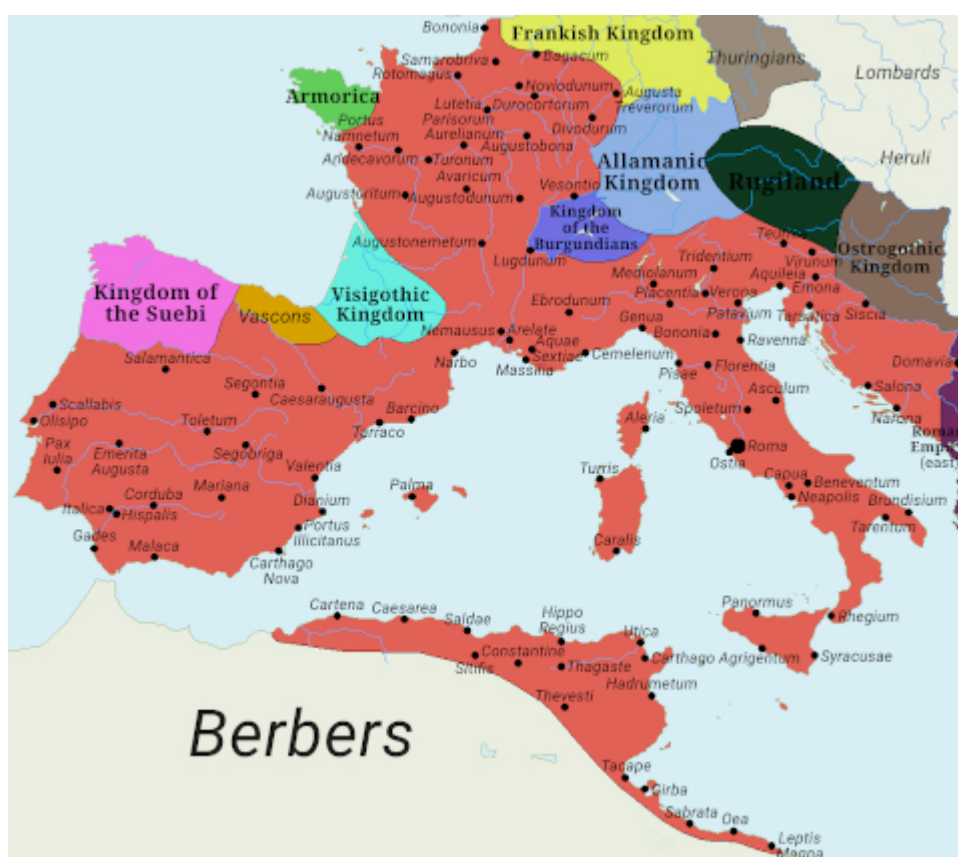 Bononia
Frankish Kingdom
Samarobriva
Bagacum
Thuringians
Rotomagus
Lombards
Noviodunum
Augusta
Treverorum
Armorica
Lutetia
Parisorum
Durocortorum
Divodurum
Portus
Namnetum
Aurelianum
Augustobona
Andecavorum
Turonum
Heruli
Allamanic
Kingdom
Rugiland
Avaricum
Augustoritum
Augustodunum
Vesontio
Kingdom
of the
Burgundians
Augustonemetum
Lugdunum
Teurnia
Virunum
Ostrogothic
Kingdom
Tridentium
Mediolanum
Aquileia
Emona
Kingdom of
the Suebi
Vascons
Visigothic
Kingdom
Ebrodunum
Placentia
Verona
Patavium
Tarsatica
Siscia
Genua
Nemausus
Arelate
Bononia
Ravenna
Aquae
Sextiae
Massilia
Cemelenum
Salamantica
Narbo
Pisae
Florentia
Domavia
Segontia
Caesaraugusta
Asculum
Salona
Narona
Scallabis
Olisipo
Toletum
Barcino
Tarraco
Aleria
Spoletum
Roman
Empire
(east)
Pax
Iulia
Emerita
Augusta
Segobriga
Valentia
Roma
Ostia
Turris
Palma
Capua
Beneventum
Neapolis
Brundisium
Tarentum
Mariana
Corduba
Dianium
Italica
Hispalis
Portus
Illicitanus
Gades
Malaca
Carthago
Nova
Caralis
Cartena
Caesarea
Saldae
Hippo
Regius
Panormus
Rhegium
Utica
Constantine
Sitifis
Thagaste
Carthago
Agrigentum
Syracusae
Hadrumetum
Thevesti
Berbers
Tacape
Girba
Sabrata
Oea
Leptis
Magna